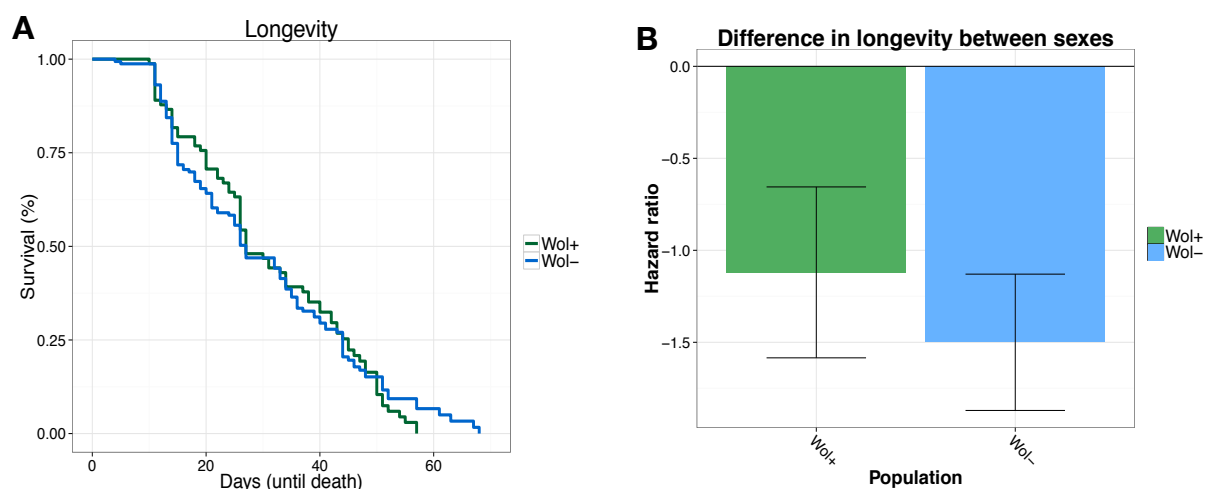 A
Longevity
Survival (%)
1.00
0.75
0.50
0.25
0.00
0
20
40
60
Days (until death)
Wol+
Wol−
B
Difference in longevity between sexes
Hazard ratio
0.0
−0.5
−1.0
−1.5
Wol+
Wol−
Population
Wol+
Wol−